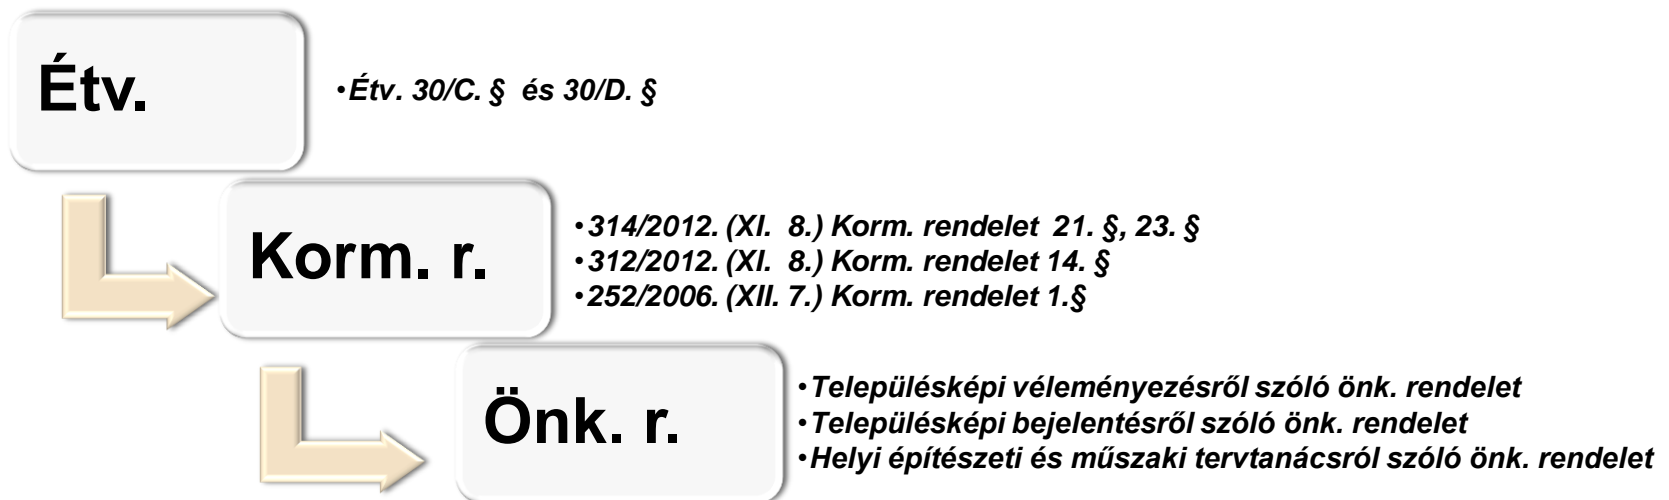 Étv.
•Étv. 30/C. § és 30/D. §
Korm. r.
•314/2012. (XI. 8.) Korm. rendelet 21. §, 23. §
•312/2012. (XI. 8.) Korm. rendelet 14. §
•252/2006. (XII. 7.) Korm. rendelet 1.§
Önk. r.
•Településképi véleményezésről szóló önk. rendelet
•Településképi bejelentésről szóló önk. rendelet
•Helyi építészeti és műszaki tervtanácsról szóló önk. rendelet